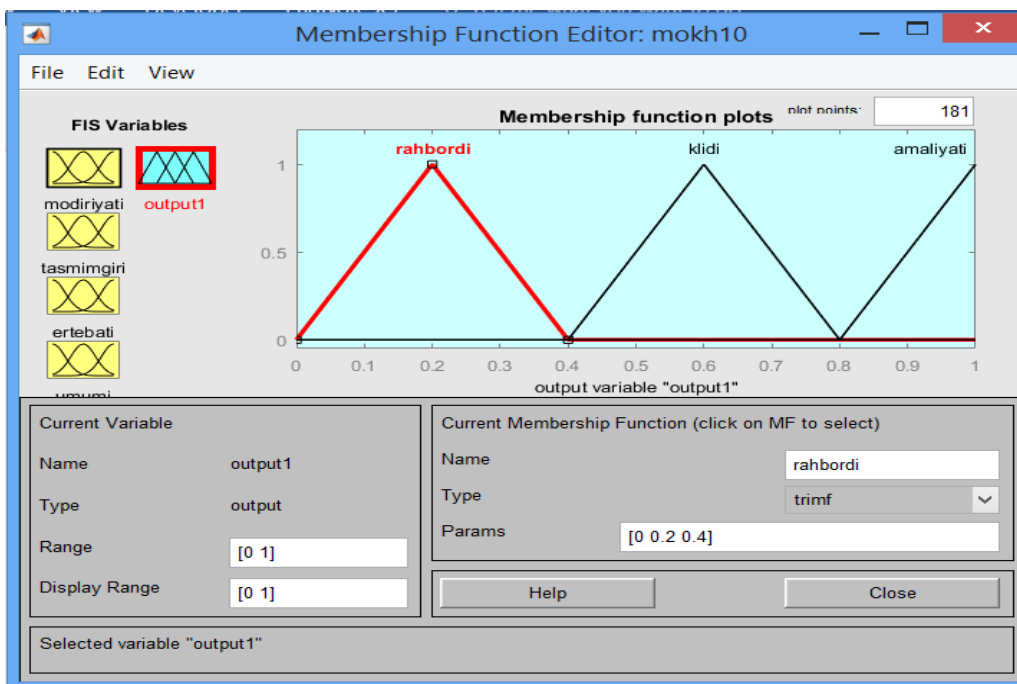 Membership Function Editor: mokh10
File Edit View
FIS Variables
modiriyati output1
tasmimgiri
ertebati
umumi
Membership function plots plot points: 181
rahbordi klidi amaliyati
1
0.5
0
0 0.1 0.2 0.3 0.4 0.5 0.6 0.7 0.8 0.9 1
output variable "output1"
Current Variable
Name output1
Type output
Range [0 1]
Display Range [0 1]
Current Membership Function (click on MF to select)
Name rahbordi
Type trimf
Params [0 0.2 0.4]
Help Close
Selected variable "output1"